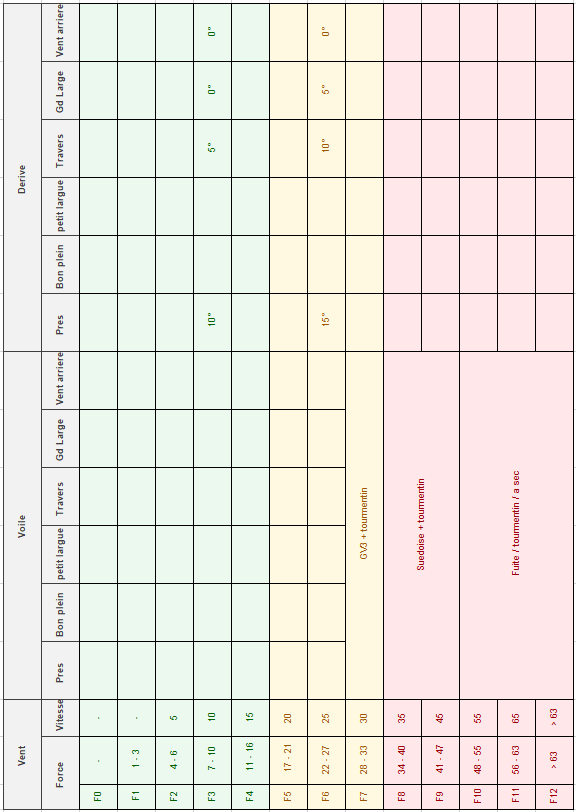 Vent Voile Derive
Force Vitesse Pres Bon plein petit largue Travers Gd Large Vent arriere Pres Bon plein petit largue Travers Gd Large Vent arriere
F0 - -
F1 1 - 3 -
F2 4 - 6 5
F3 7 - 10 10 10° 5° 0° 0°
F4 11 - 16 15
F5 17 - 21 20
F6 22 - 27 25 15° 10° 5° 0°
F7 28 - 33 30 GV3 + tourmentin
F8 34 - 40 35
Suedoise + tourmentin
F9 41 - 47 45
F10 48 - 55 55
F11 56 - 63 65 Fuite / tourmentin / a sec
F12 > 63 > 63